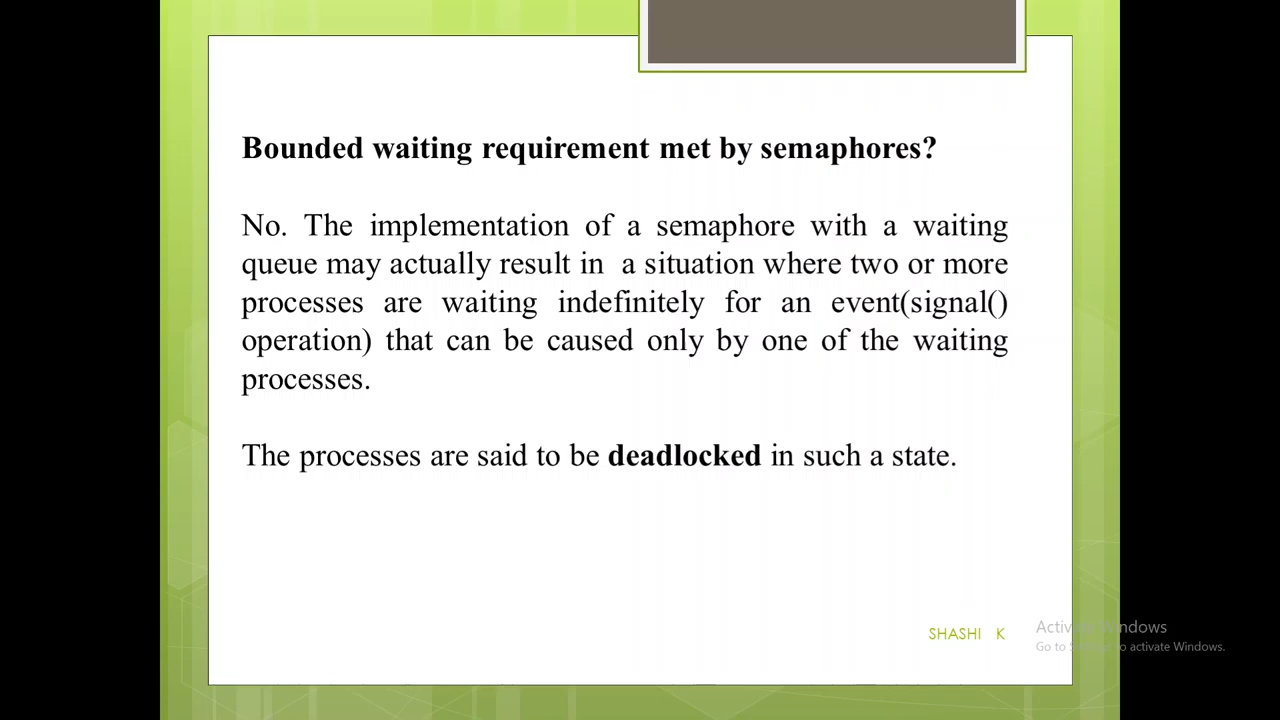 Bounded waiting requirement met by semaphores?
No. The implementation of a semaphore with a waiting
queue may actually result in a situation where two or more
processes are waiting indefinitely for an event(signal()
operation) that can be caused only by one of the waiting
processes.
The processes are said to be deadlocked in such a state.
SHASHI K
Activate Windows
Go to Settings to activate Windows.